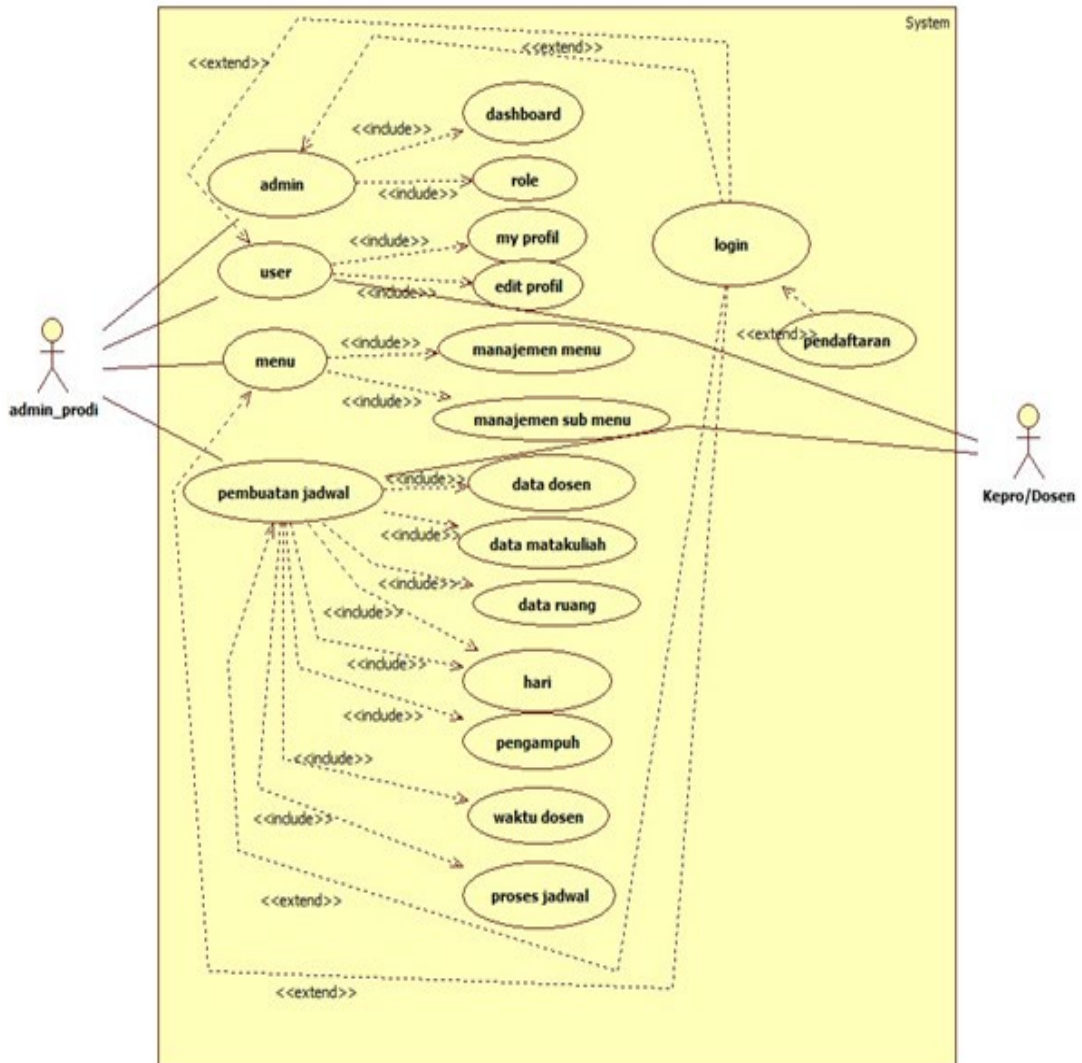 System
<<extend>>
<<extend>>
dashboard
<<include>>
admin
role
<<include>>
my profil
<<include>>
login
user
edit profil
<<include>>
pendaftaran
<<extend>>
menu
<<include>>
manajemen menu
admin_prodi
<<include>>
manajemen sub menu
Kepro/Dosen
pembuatan jadwal
<<include>>
data dosen
<<include>>
data matakuliah
<<include>>
data ruang
<<include>>
<<include>>
hari
<<include>>
pengampuh
<<include>>
waktu dosen
<<include>>
proses jadwal
<<extend>>
<<extend>>